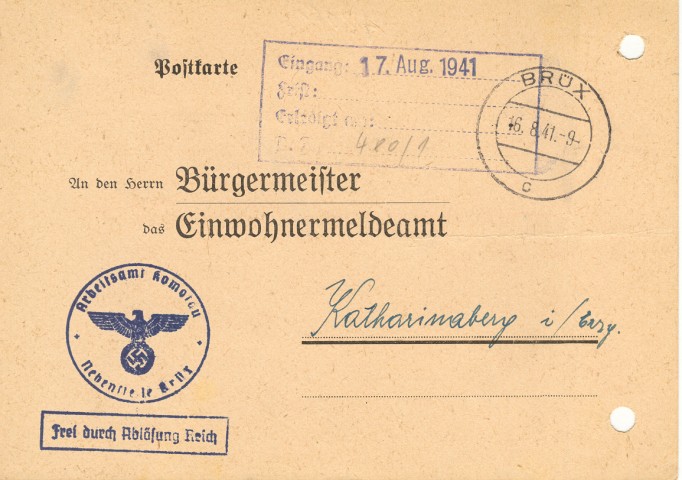 Postkarte
Eingang: 17. Aug. 1941
Frist:
Erledigt
480/1
BRÜX
16.8.41.-9-
c
An den Herrn Bürgermeister
das Einwohnermeldeamt
Katharinaberg i/Erzg.
Arbeitsamt Komotau
Nebenstelle Brüx
Frei durch Ablösung Reich